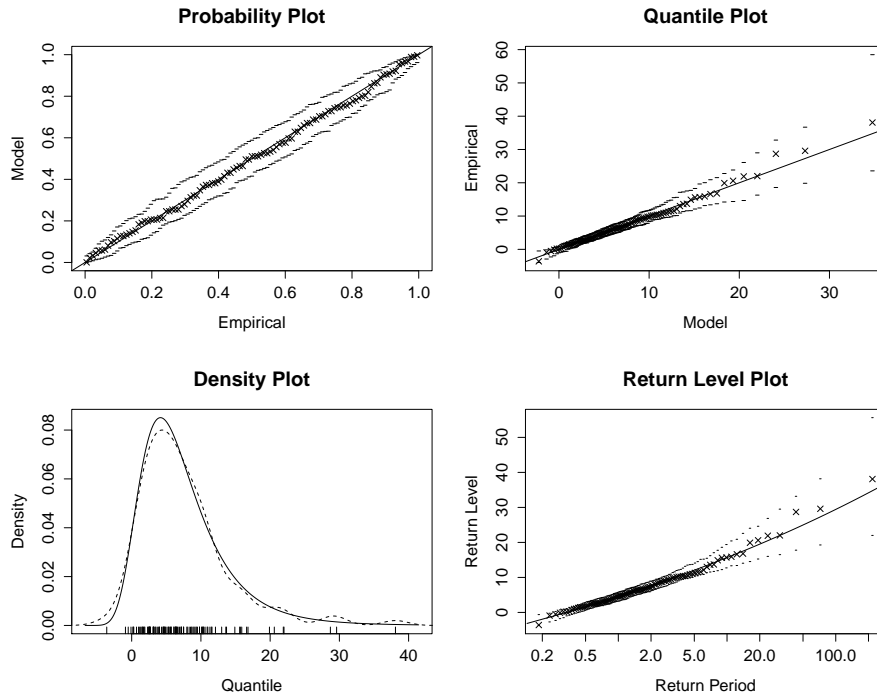 Probability Plot
Model
0.0 0.2 0.4 0.6 0.8 1.0
0.0 0.2 0.4 0.6 0.8 1.0
Empirical
Quantile Plot
Empirical
0 10 20 30 40 50 60
0 10 20 30
Model
Density Plot
Density
0.00 0.02 0.04 0.06 0.08
0 10 20 30 40
Quantile
Return Level Plot
Return Level
0 10 20 30 40 50
0.2 0.5 2.0 5.0 20.0 100.0
Return Period